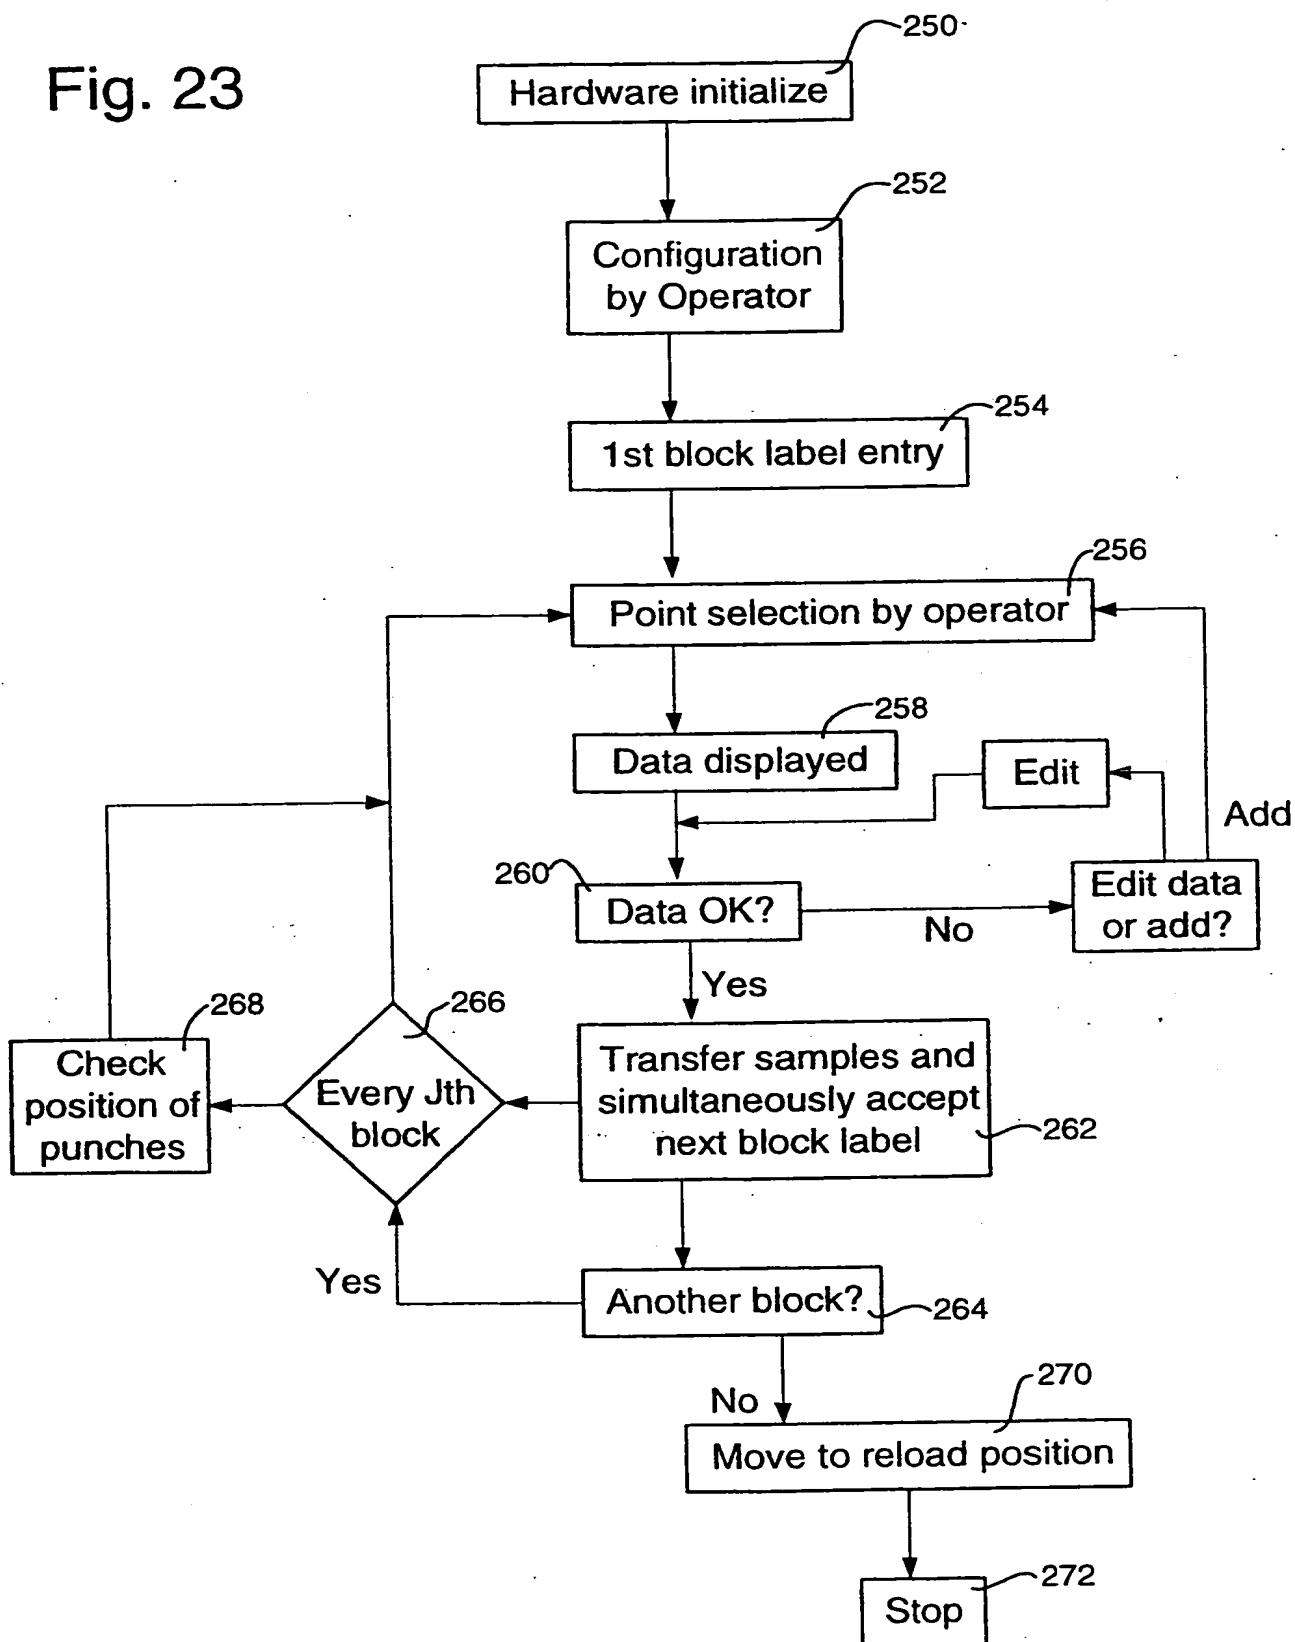 Fig. 23
250
Hardware initialize
252
Configuration
by Operator
254
1st block label entry
256
Point selection by operator
258
Data displayed
Edit
Add
260
Data OK?
No
Edit data
or add?
Yes
268
266
Check
position of
punches
Every Jth
block
Transfer samples and
simultaneously accept
next block label
262
Yes
Another block?
264
No
270
Move to reload position
272
Stop